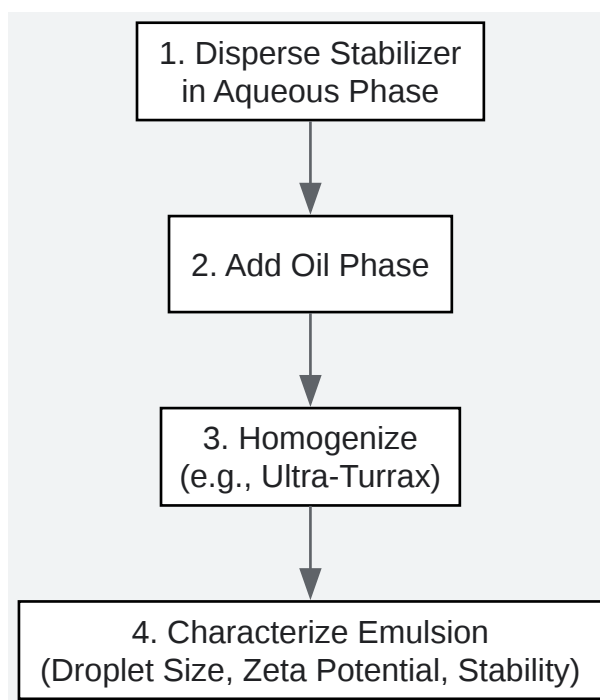 1. Disperse Stabilizer
in Aqueous Phase
2. Add Oil Phase
3. Homogenize
(e.g., Ultra-Turrax)
4. Characterize Emulsion
(Droplet Size, Zeta Potential, Stability)